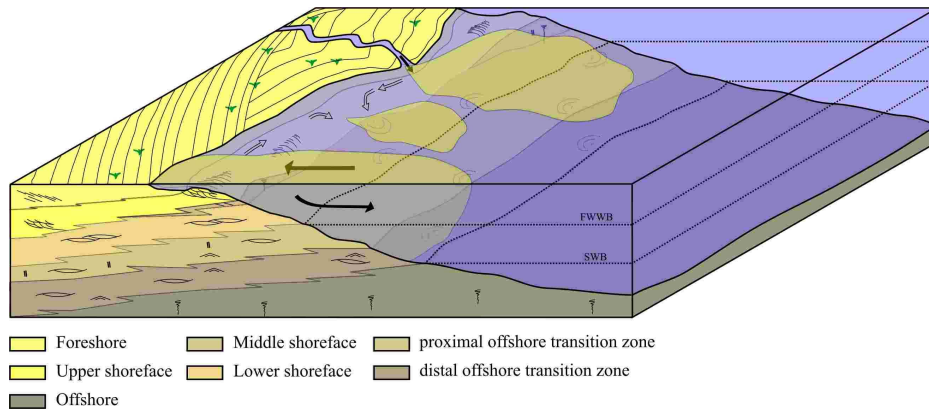 FWWB
SWB
Foreshore
Middle shoreface
proximal offshore transition zone
Upper shoreface
Lower shoreface
distal offshore transition zone
Offshore